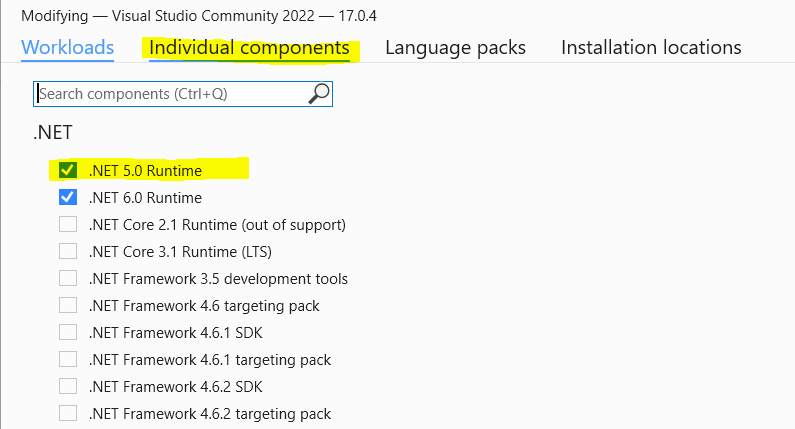 Modifying — Visual Studio Community 2022 — 17.0.4
Workloads Individual components Language packs Installation locations
Search components (Ctrl+Q)
.NET
.NET 5.0 Runtime
.NET 6.0 Runtime
.NET Core 2.1 Runtime (out of support)
.NET Core 3.1 Runtime (LTS)
.NET Framework 3.5 development tools
.NET Framework 4.6 targeting pack
.NET Framework 4.6.1 SDK
.NET Framework 4.6.1 targeting pack
.NET Framework 4.6.2 SDK
.NET Framework 4.6.2 targeting pack